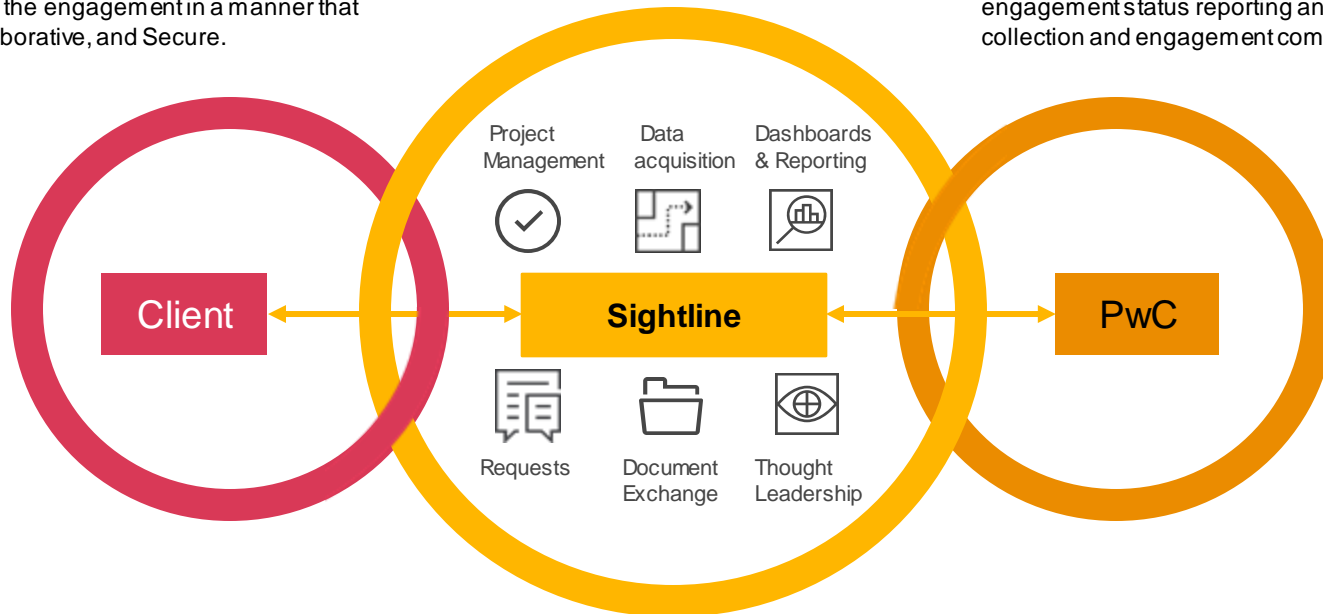 the engagement in a manner that
borative, and Secure.
engagement status reporting an
collection and engagement com
Project
Management
Data
acquisition
Dashboards
& Reporting
Client
Sightline
PwC
Requests
Document
Exchange
Thought
Leadership